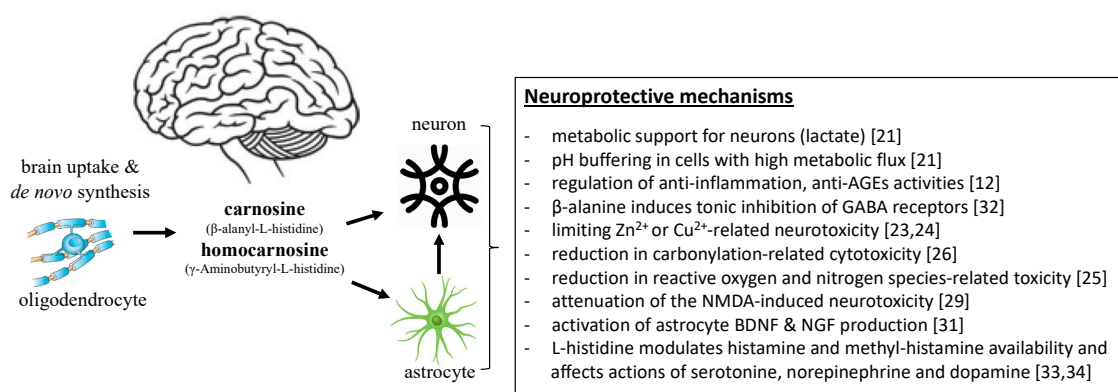 brain uptake &
de novo synthesis
oligodendrocyte
carnosine
(β-alanyl-L-histidine)
homocarnosine
(γ-Aminobutyryl-L-histidine)
neuron
astrocyte
Neuroprotective mechanisms
- metabolic support for neurons (lactate) [21]
- pH buffering in cells with high metabolic flux [21]
- regulation of anti-inflammation, anti-AGEs activities [12]
- β-alanine induces tonic inhibition of GABA receptors [32]
- limiting Zn²⁺ or Cu²⁺-related neurotoxicity [23,24]
- reduction in carbonylation-related cytotoxicity [26]
- reduction in reactive oxygen and nitrogen species-related toxicity [25]
- attenuation of the NMDA-induced neurotoxicity [29]
- activation of astrocyte BDNF & NGF production [31]
- L-histidine modulates histamine and methyl-histamine availability and
affects actions of serotonine, norepinephrine and dopamine [33,34]